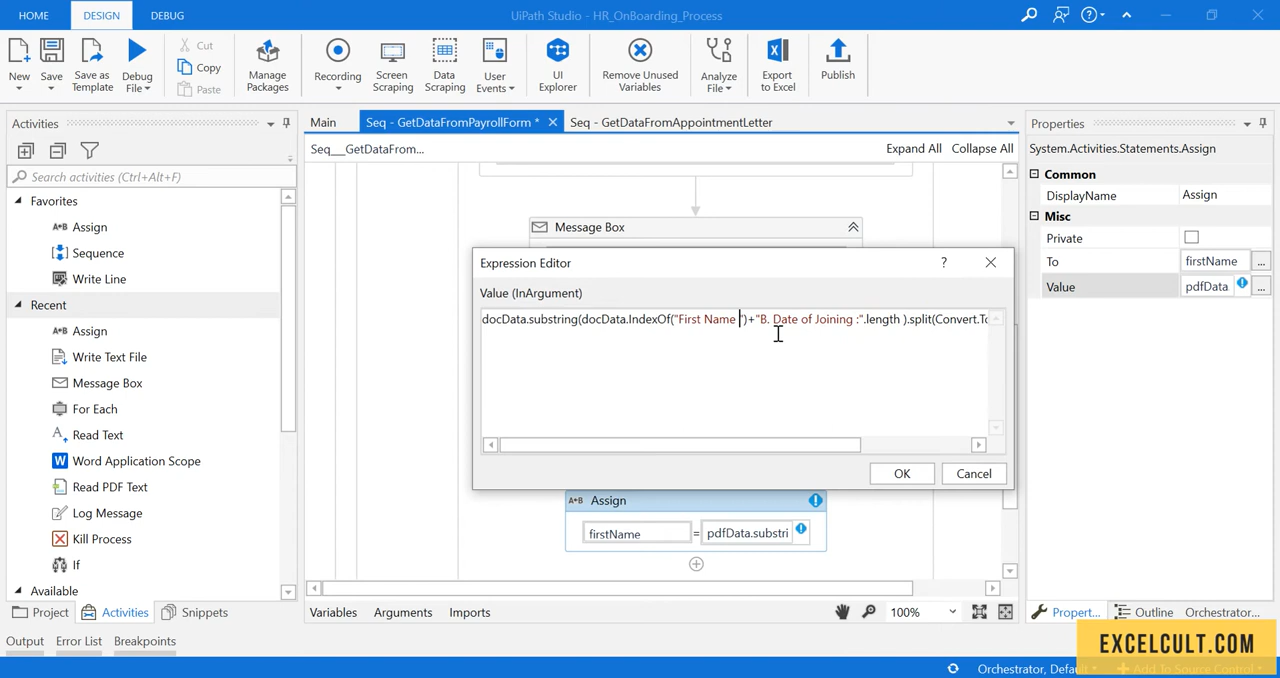 HOME DESIGN DEBUG UiPath Studio - HR_OnBoarding_Process
New Save Save as Template Debug File Cut Copy Paste Manage Packages Recording Screen Scraping Data Scraping User Events UI Explorer Remove Unused Variables Analyze File Export to Excel Publish
Activities
Search activities (Ctrl+Alt+F)
Favorites
Assign
Sequence
Write Line
Recent
Assign
Write Text File
Message Box
For Each
Read Text
Word Application Scope
Read PDF Text
Log Message
Kill Process
If
Available
Project Activities Snippets
Main Seq - GetDataFromPayrollForm * Seq - GetDataFromAppointmentLetter
Seq___GetDataFrom... Expand All Collapse All
Message Box
Expression Editor ?
Value (InArgument)
docData.substring(docData.IndexOf("First Name ")+"B. Date of Joining :".length ).split(Convert.To
OK Cancel
A*B Assign
firstName = pdfData.substri
Variables Arguments Imports 100%
Properties
System.Activities.Statements.Assign
Common
DisplayName Assign
Misc
Private
To firstName ...
Value pdfData ...
Propert... Outline Orchestrator...
Output Error List Breakpoints
EXCELCULT.COM
Orchestrator, Default Add To Source Control